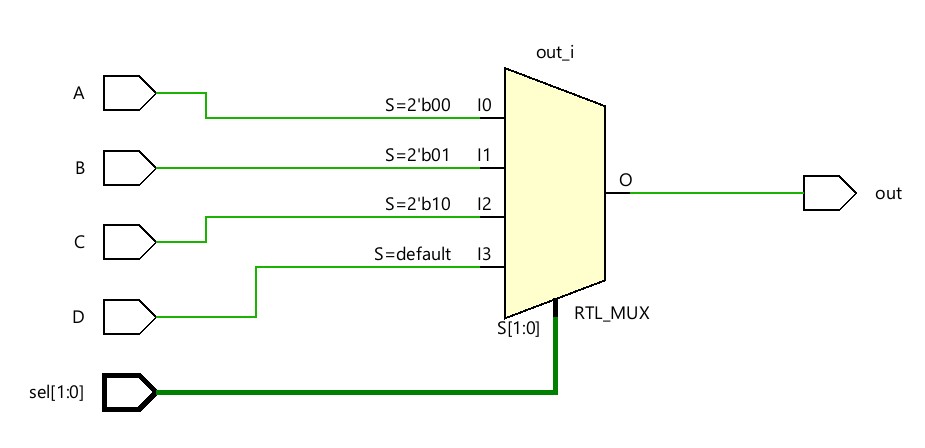 out_i
A
S=2'b00 I0
B
S=2'b01 I1
C
S=2'b10 I2
D
S=default I3
O
out
S[1:0]
RTL_MUX
sel[1:0]